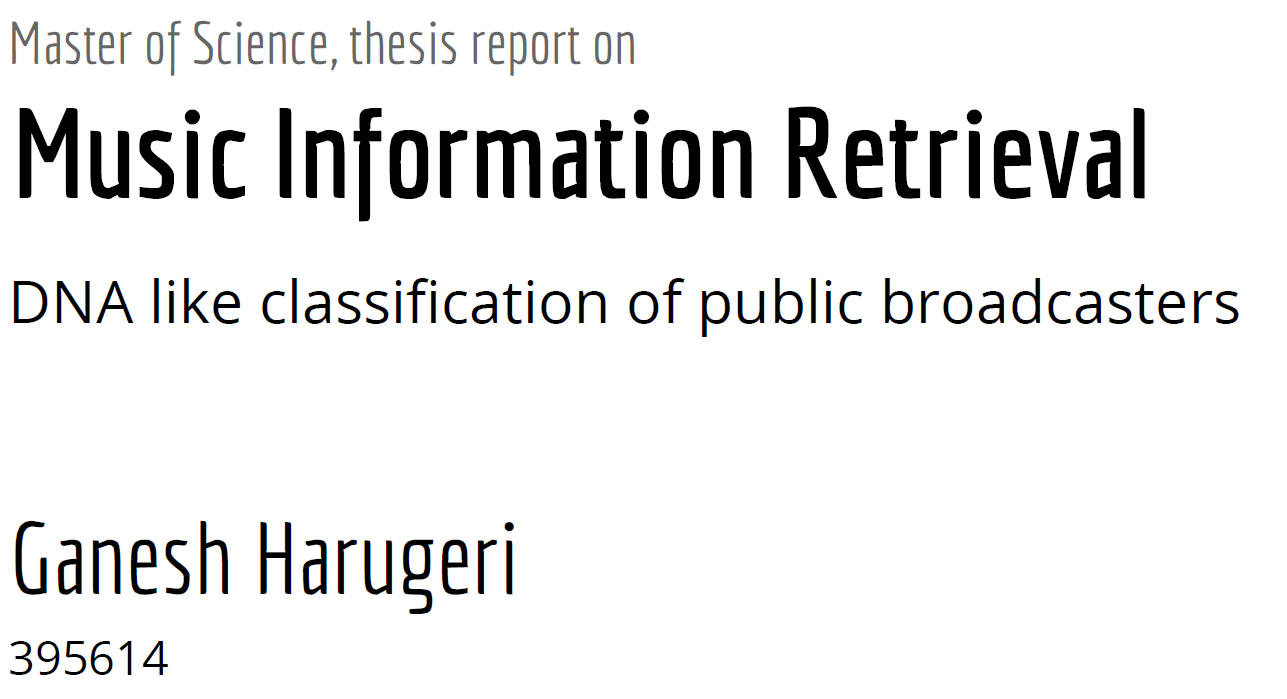 Master of Science, thesis report on
Music Information Retrieval
DNA like classification of public broadcasters
Ganesh Harugeri
395614